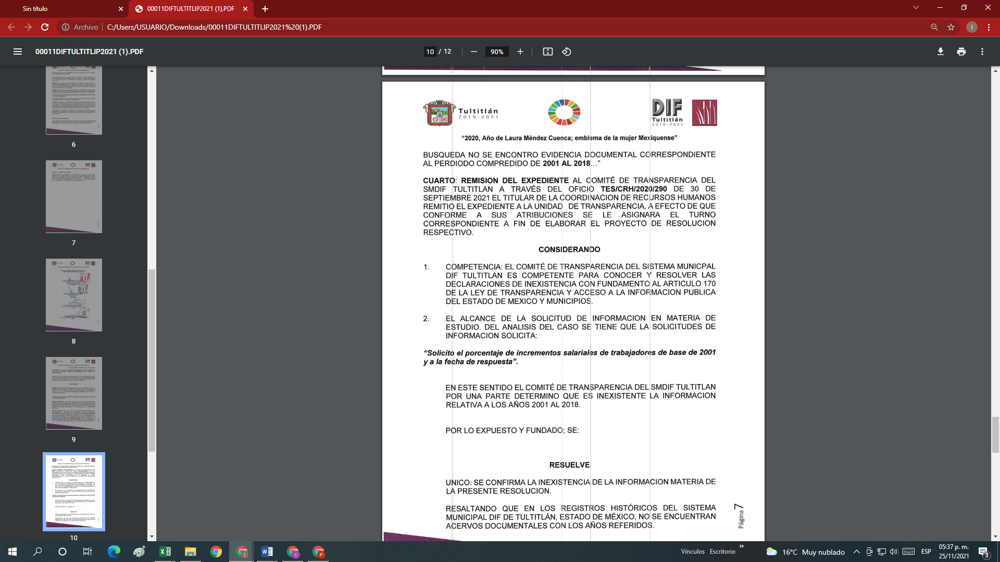 Sin título
00011DIFTULTITLIP2021 (1).PDF
Archivo
C:/Users/USUARIO/Downloads/00011DIFTULTITLIP2021%20(1).PDF
I
00011DIFTULTITLIP2021 (1).PDF
10 / 12
90%
6
7
8
9
10
Tultitlán
2019-2021
DIF
Tultitlán
2019-2021
“2020, Año de Laura Méndez Cuenca; emblema de la mujer Mexiquense”
BUSQUEDA NO SE ENCONTRO EVIDENCIA DOCUMENTAL CORRESPONDIENTE
AL PERDIODO COMPREDIDO DE 2001 AL 2018…”
CUARTO: REMISION DEL EXPEDIENTE AL COMITÉ DE TRANSPARENCIA DEL
SMDIF TULTITLAN A TRAVÉS DEL OFICIO TES/CRH/2020/290 DE 30 DE
SEPTIEMBRE 2021 EL TITULAR DE LA COORDINACION DE RECURSOS HUMANOS
REMITIO EL EXPEDIENTE A LA UNIDAD DE TRANSPARENCIA, A EFECTO DE QUE
CONFORME A SUS ATRIBUCIONES SE LE ASIGNARA EL TURNO
CORRESPONDIENTE A FIN DE ELABORAR EL PROYECTO DE RESOLUCION
RESPECTIVO.
CONSIDERANDO
1. COMPETENCIA: EL COMITÉ DE TRANSPARENCIA DEL SISTEMA MUNICPAL
DIF TULTITLAN ES COMPETENTE PARA CONOCER Y RESOLVER LAS
DECLARACIONES DE INEXISTENCIA CON FUNDAMENTO AL ARTICULO 170
DE LA LEY DE TRANSPARENCIA Y ACCESO A LA INFORMACION PUBLICA
DEL ESTADO DE MEXICO Y MUNICIPIOS.
2. EL ALCANCE DE LA SOLICITUD DE INFORMACION EN MATERIA DE
ESTUDIO. DEL ANALISIS DEL CASO SE TIENE QUE LA SOLICITUDES DE
INFORMACION SOLICITA:
“Solicito el porcentaje de incrementos salariales de trabajadores de base de 2001
y a la fecha de respuesta”.
EN ESTE SENTIDO EL COMITÉ DE TRANSPARENCIA DEL SMDIF TULTITLAN
POR UNA PARTE DETERMINO QUE ES INEXISTENTE LA INFORMACION
RELATIVA A LOS AÑOS 2001 AL 2018.
POR LO EXPUESTO Y FUNDADO; SE:
RESUELVE
UNICO: SE CONFIRMA LA INEXISTENCIA DE LA INFORMACION MATERIA DE
LA PRESENTE RESOLUCION.
RESALTANDO QUE EN LOS REGISTROS HISTÓRICOS DEL SISTEMA
MUNICIPAL DIF DE TULTITLÁN, ESTADO DE MÉXICO, NO SE ENCUENTRAN
ACERVOS DOCUMENTALES CON LOS AÑOS REFERIDOS.
Página 7
Vínculos Escritorio »
16°C Muy nublado
ESP
05:37 p. m.
25/11/2021
3